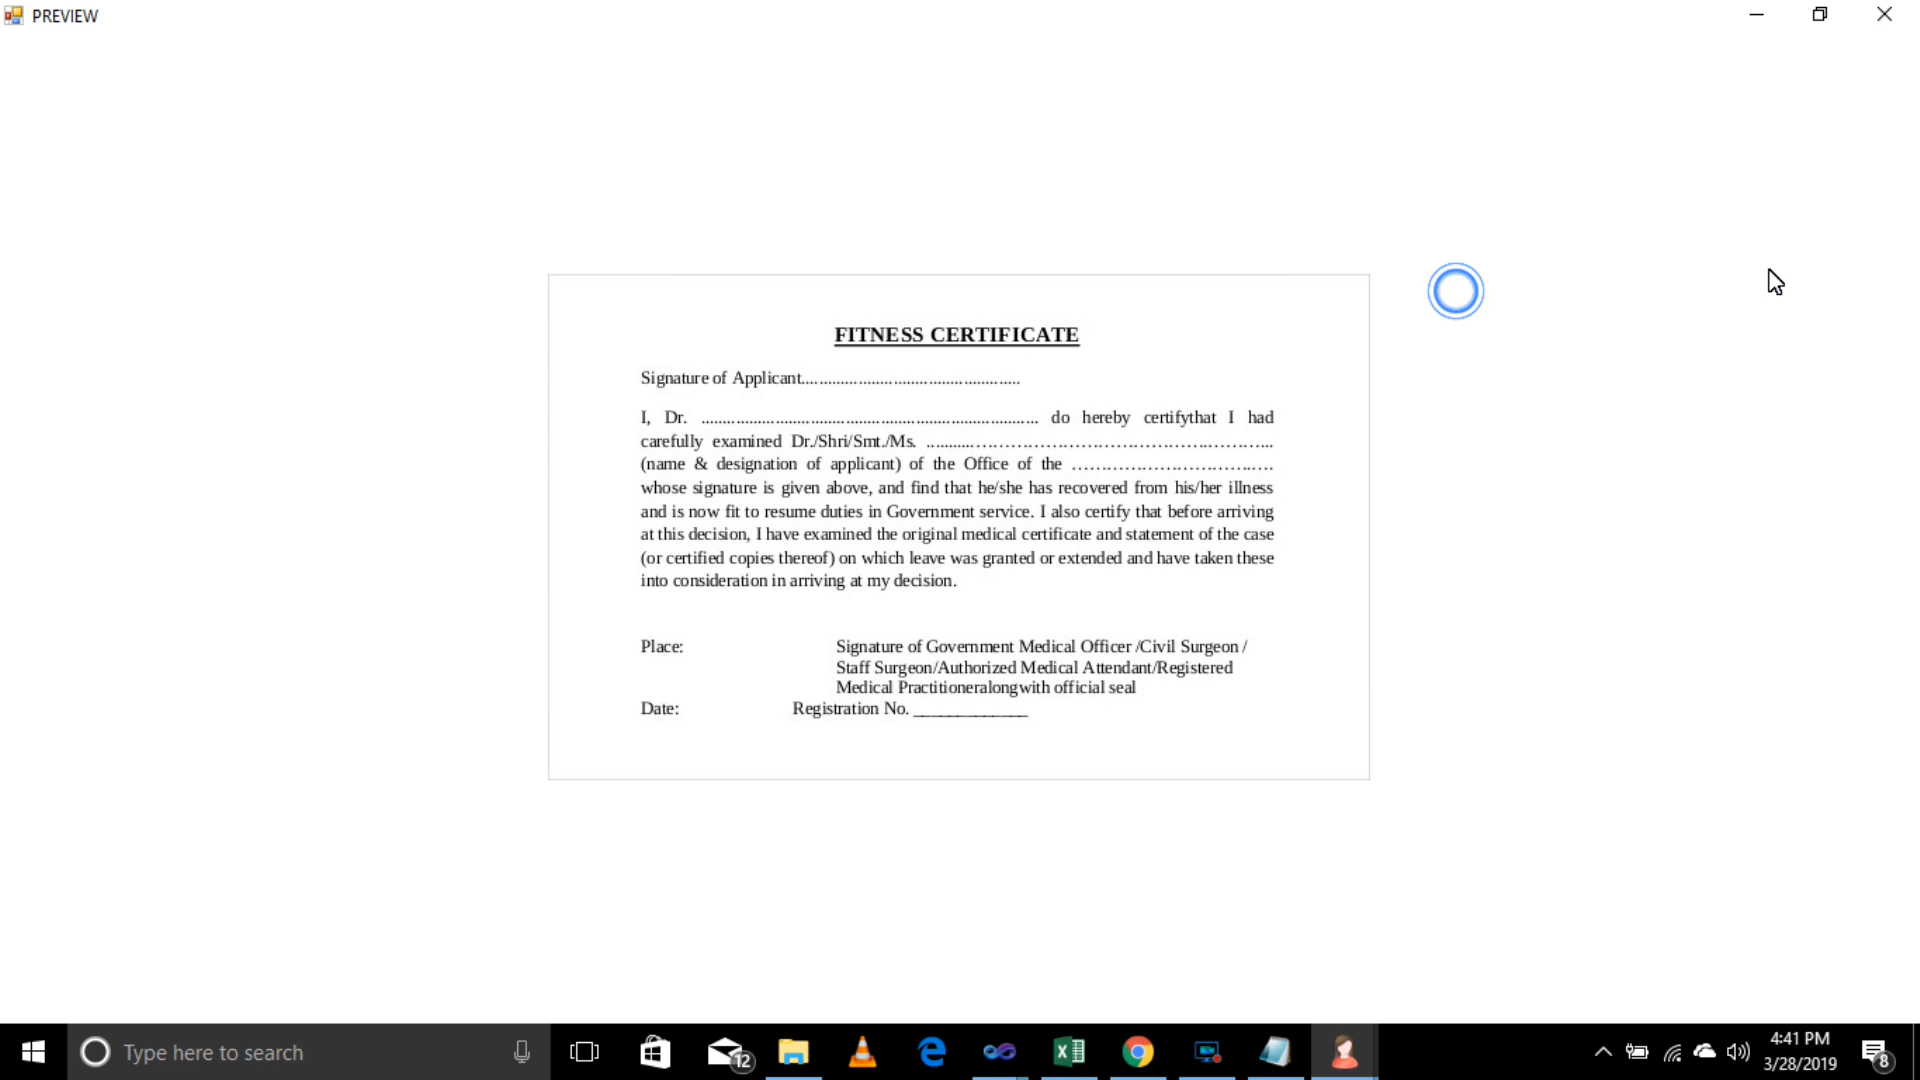 PREVIEW
FITNESS CERTIFICATE
Signature of Applicant..................................................
I, Dr. ............................................................................. do hereby certifythat I had
carefully examined Dr./Shri/Smt./Ms. ...........………………………………………………...
(name & designation of applicant) of the Office of the …………………………….
whose signature is given above, and find that he/she has recovered from his/her illness
and is now fit to resume duties in Government service. I also certify that before arriving
at this decision, I have examined the original medical certificate and statement of the case
(or certified copies thereof) on which leave was granted or extended and have taken these
into consideration in arriving at my decision.
Place: Signature of Government Medical Officer /Civil Surgeon /
Staff Surgeon/Authorized Medical Attendant/Registered
Medical Practitioneralongwith official seal
Date: Registration No. _____________
Type here to search
12
4:41 PM
3/28/2019
8